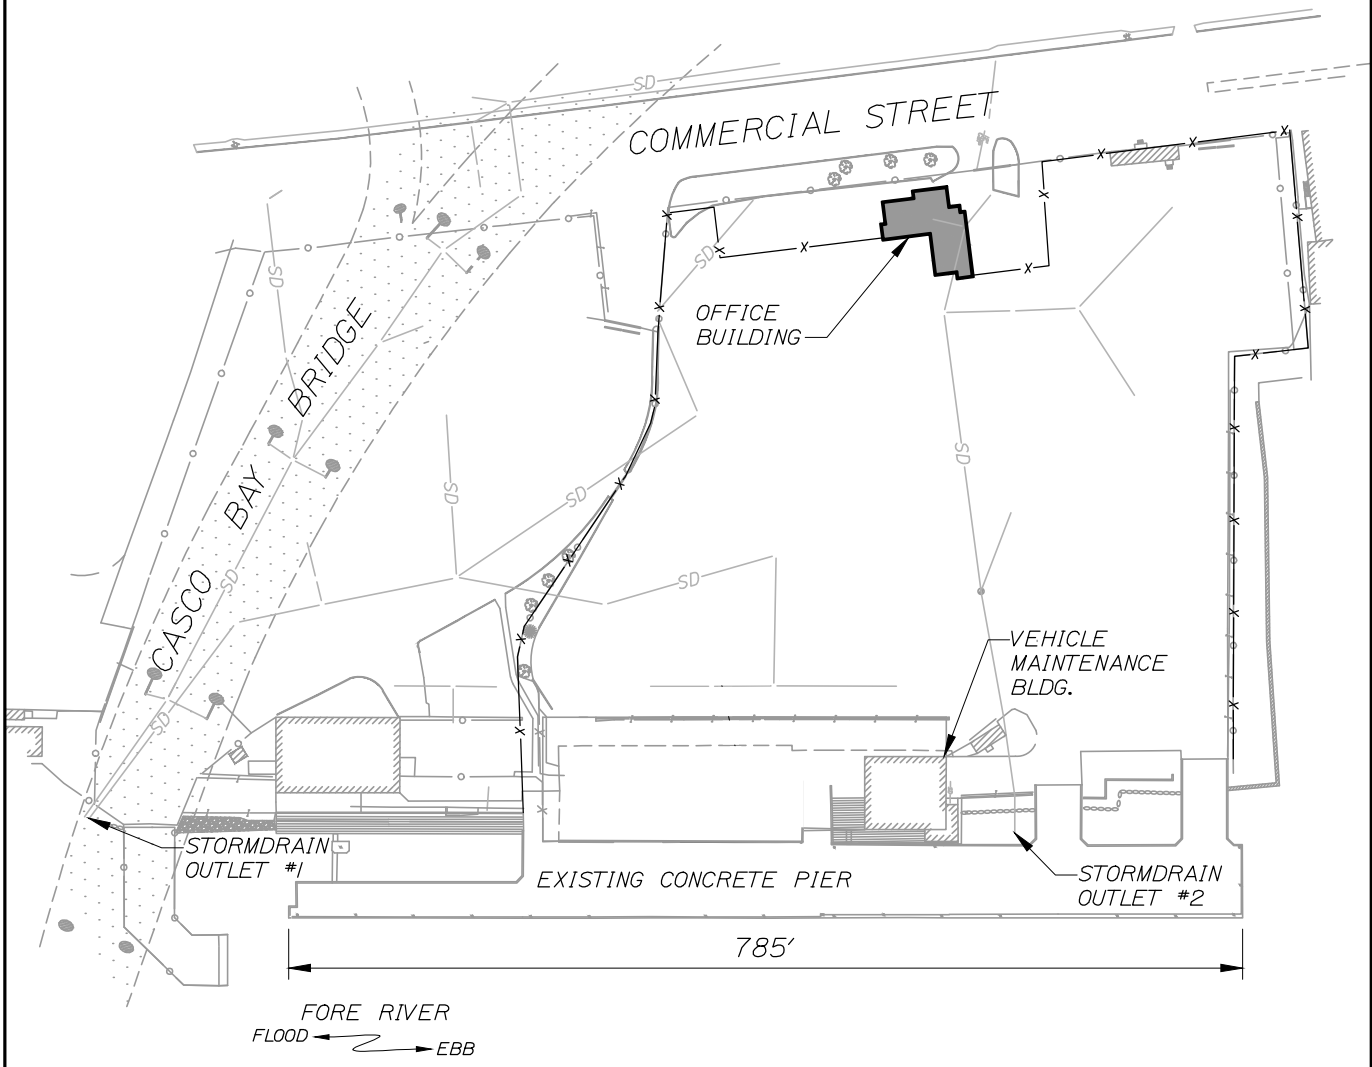 SD
COMMERCIAL STREET
SD
SD
OFFICE
BUILDING
CASCO BAY BRIDGE
SD
SD
SD
SD
SD
SD
VEHICLE
MAINTENANCE
BLDG.
STORMDRAIN
OUTLET #1
EXISTING CONCRETE PIER
STORMDRAIN
OUTLET #2
785'
FORE RIVER
FLOOD
EBB